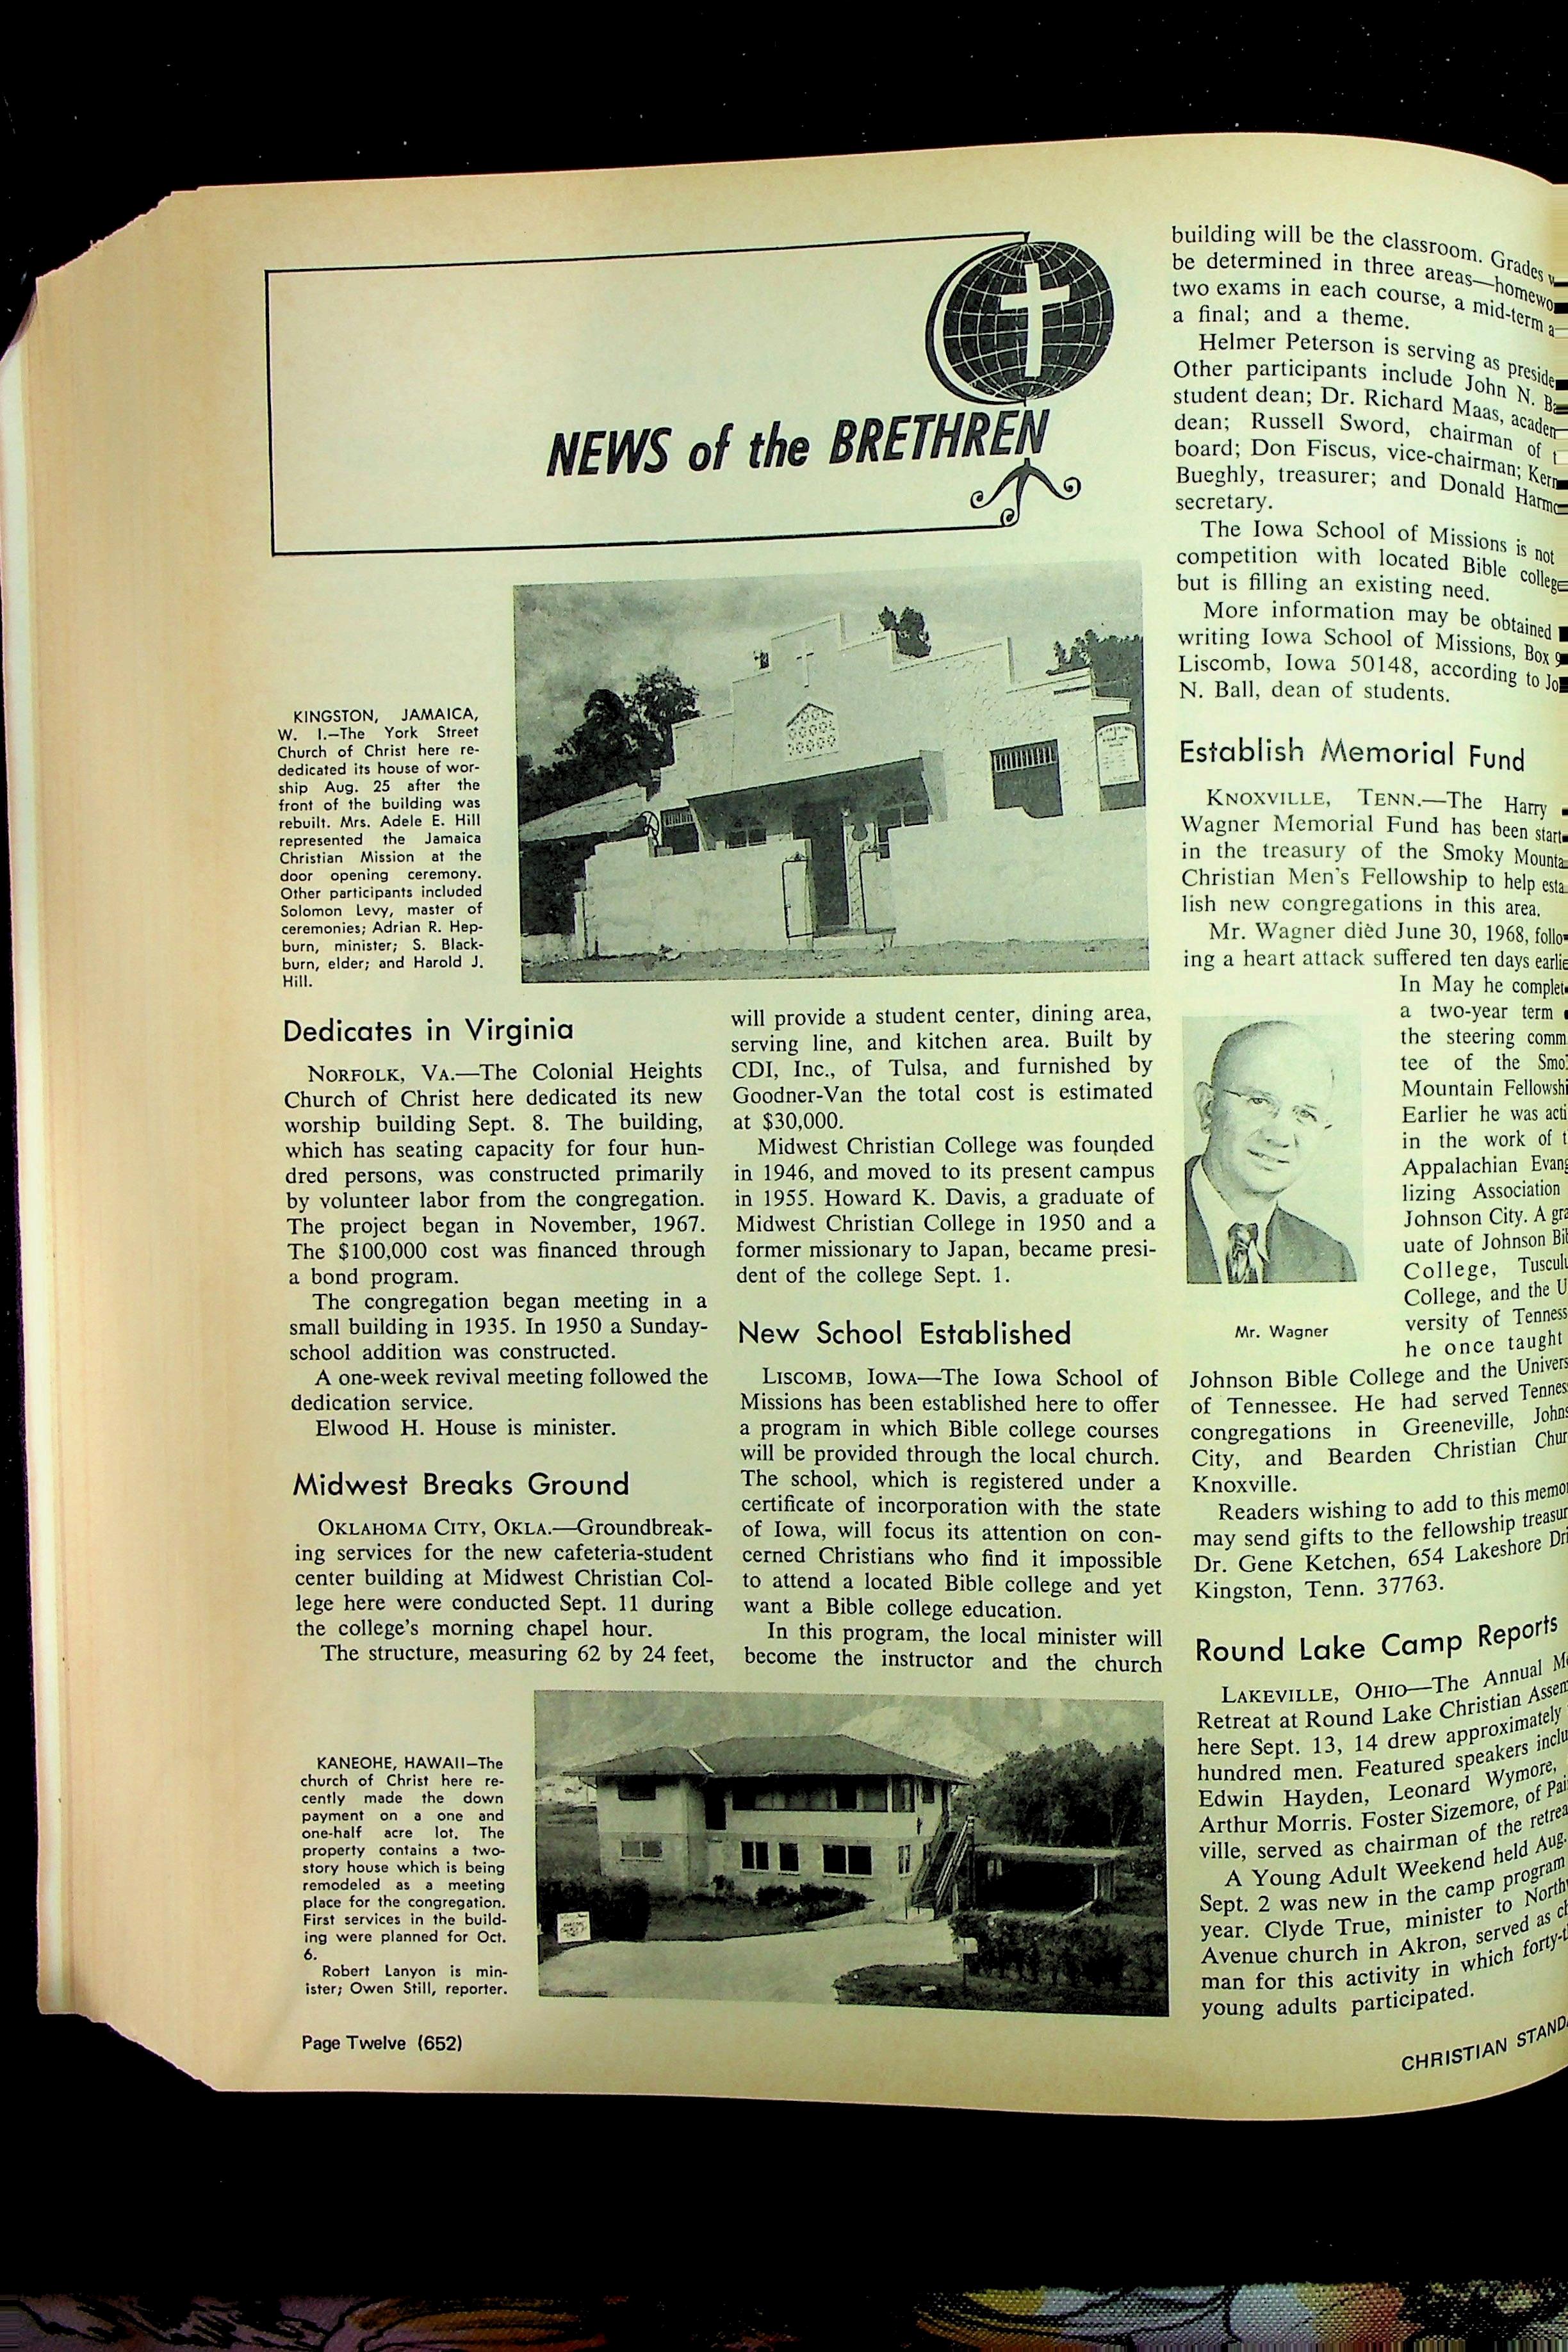 NEWS of the BRETHREN
KINGSTON, JAMAICA,
W. I.—The York Street
Church of Christ here re-
dedicated its house of wor-
ship Aug. 25 after the
front of the building was
rebuilt. Mrs. Adele E. Hill
represented the Jamaica
Christian Mission at the
door opening ceremony.
Other participants included
Solomon Levy, master of
ceremonies; Adrian R. Hep-
burn, minister; S. Black-
burn, elder; and Harold J.
Hill.
Dedicates in Virginia
NORFOLK, VA.—The Colonial Heights
Church of Christ here dedicated its new
worship building Sept. 8. The building,
which has seating capacity for four hun-
dred persons, was constructed primarily
by volunteer labor from the congregation.
The project began in November, 1967.
The $100,000 cost was financed through
a bond program.
The congregation began meeting in a
small building in 1935. In 1950 a Sunday-
school addition was constructed.
A one-week revival meeting followed the
dedication service.
Elwood H. House is minister.
Midwest Breaks Ground
OKLAHOMA CITY, OKLA.—Groundbreak-
ing services for the new cafeteria-student
center building at Midwest Christian Col-
lege here were conducted Sept. 11 during
the college's morning chapel hour.
The structure, measuring 62 by 24 feet,
will provide a student center, dining area,
serving line, and kitchen area. Built by
CDI, Inc., of Tulsa, and furnished by
Goodner-Van the total cost is estimated
at $30,000.
Midwest Christian College was founded
in 1946, and moved to its present campus
in 1955. Howard K. Davis, a graduate of
Midwest Christian College in 1950 and a
former missionary to Japan, became presi-
dent of the college Sept. 1.
New School Established
LISCOMB, IOWA—The Iowa School of
Missions has been established here to offer
a program in which Bible college courses
will be provided through the local church.
The school, which is registered under a
certificate of incorporation with the state
of Iowa, will focus its attention on con-
cerned Christians who find it impossible
to attend a located Bible college and yet
want a Bible college education.
In this program, the local minister will
become the instructor and the church
building will be the classroom. Grades
be determined in three areas—homewo
two exams in each course, a mid-term
a final; and a theme.
Helmer Peterson is serving as preside
Other participants include John N.
student dean; Dr. Richard Maas, academ
dean; Russell Sword, chairman of
board; Don Fiscus, vice-chairman; Kern
Bueghly, treasurer; and Donald Harmo
secretary.
The Iowa School of Missions is not
competition with located Bible college
but is filling an existing need.
More information may be obtained
writing Iowa School of Missions, Box
Liscomb, Iowa 50148, according to Jo
N. Ball, dean of students.
Establish Memorial Fund
KNOXVILLE, TENN.—The Harry
Wagner Memorial Fund has been start
in the treasury of the Smoky Mounta
Christian Men's Fellowship to help esta
lish new congregations in this area.
Mr. Wagner died June 30, 1968, follo
ing a heart attack suffered ten days earlie
In May he complet
a two-year term
the steering comm
tee of the Smo
Mountain Fellowshi
Earlier he was acti
in the work of t
Appalachian Evang
lizing Association
Johnson City. A gra
uate of Johnson Bib
College, Tuscul
College, and the U
versity of Tenness
he once taught
Mr. Wagner
Johnson Bible College and the Univers
of Tennessee. He had served Tennes
congregations in Greeneville, Johns
City, and Bearden Christian Chur
Knoxville.
Readers wishing to add to this memor
may send gifts to the fellowship treasur
Dr. Gene Ketchen, 654 Lakeshore Dri
Kingston, Tenn. 37763.
Round Lake Camp Reports
LAKEVILLE, OHIO—The Annual Me
Retreat at Round Lake Christian Assem
here Sept. 13, 14 drew approximately
hundred men. Featured speakers inclu
Edwin Hayden, Leonard Wymore,
Arthur Morris. Foster Sizemore, of Pai
ville, served as chairman of the retrea
A Young Adult Weekend held Aug.
Sept. 2 was new in the camp program
year. Clyde True, minister to North
Avenue church in Akron, served as ch
man for this activity in which forty-t
young adults participated.
KANEOHE, HAWAII—The
church of Christ here re-
cently made the down
payment on a one and
one-half acre lot. The
property contains a two-
story house which is being
remodeled as a meeting
place for the congregation.
First services in the build-
ing were planned for Oct.
6.
Robert Lanyon is min-
ister; Owen Still, reporter.
Page Twelve (652)
CHRISTIAN STANDA